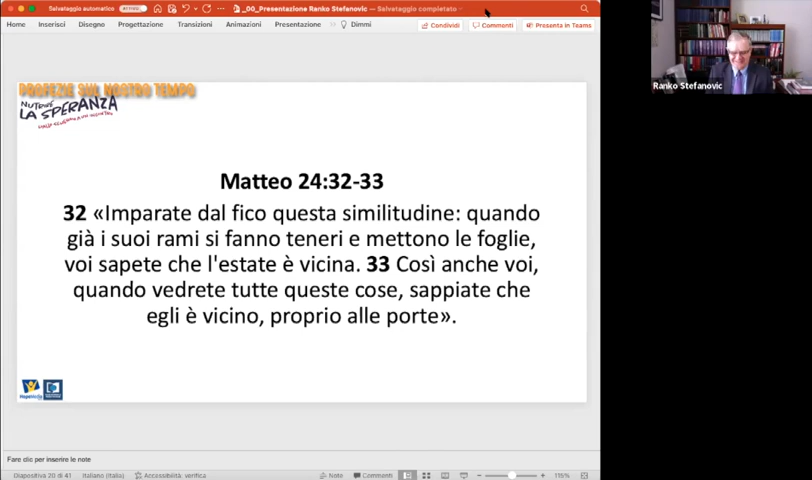 Salvataggio automatico
_00_Presentazione Ranko Stefanovic — Salvataggio completato
Home Inserisci Disegno Progettazione Transizioni Animazioni Presentazione Dimmi Condividi Commenti Presenta in Teams
PROFEZIE SUL NOSTRO TEMPO
NUTRIRE
LA SPERANZA
Matteo 24:32-33
32 «Imparate dal fico questa similitudine: quando
già i suoi rami si fanno teneri e mettono le foglie,
voi sapete che l'estate è vicina. 33 Così anche voi,
quando vedrete tutte queste cose, sappiate che
egli è vicino, proprio alle porte».
HopeMedia
Fare clic per inserire le note
Diapositiva 20 di 41 Italiano (Italia) Accessibilità: verifica Note Commenti 115%
Ranko Stefanovic